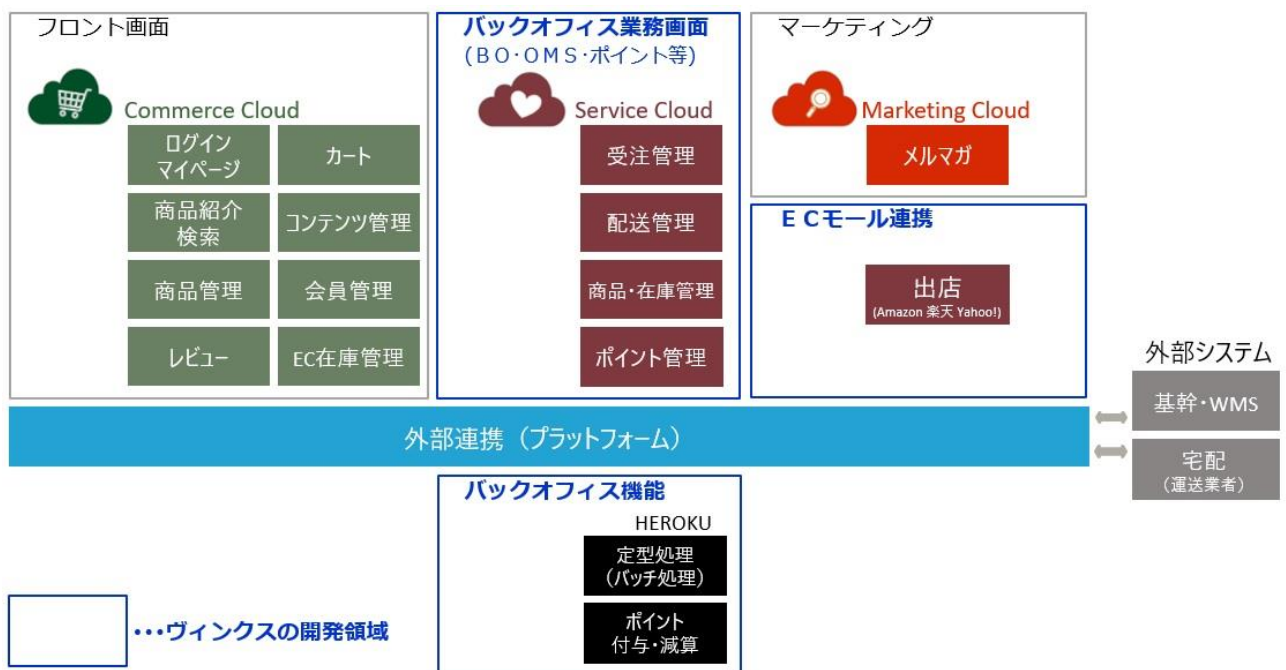 フロント画面
Commerce Cloud
ログイン
マイページ
カート
商品紹介
検索
コンテンツ管理
商品管理
会員管理
レビュー
EC在庫管理
バックオフィス業務画面
(ＢＯ･ＯＭＳ･ポイント等)
Service Cloud
受注管理
配送管理
商品･在庫管理
ポイント管理
マーケティング
Marketing Cloud
メルマガ
ＥＣモール連携
出店
(Amazon 楽天 Yahoo!)
外部システム
基幹･WMS
宅配
（運送業者）
外部連携（プラットフォーム）
バックオフィス機能
HEROKU
定型処理
（バッチ処理）
ポイント
付与･減算
･･･ヴィンクスの開発領域